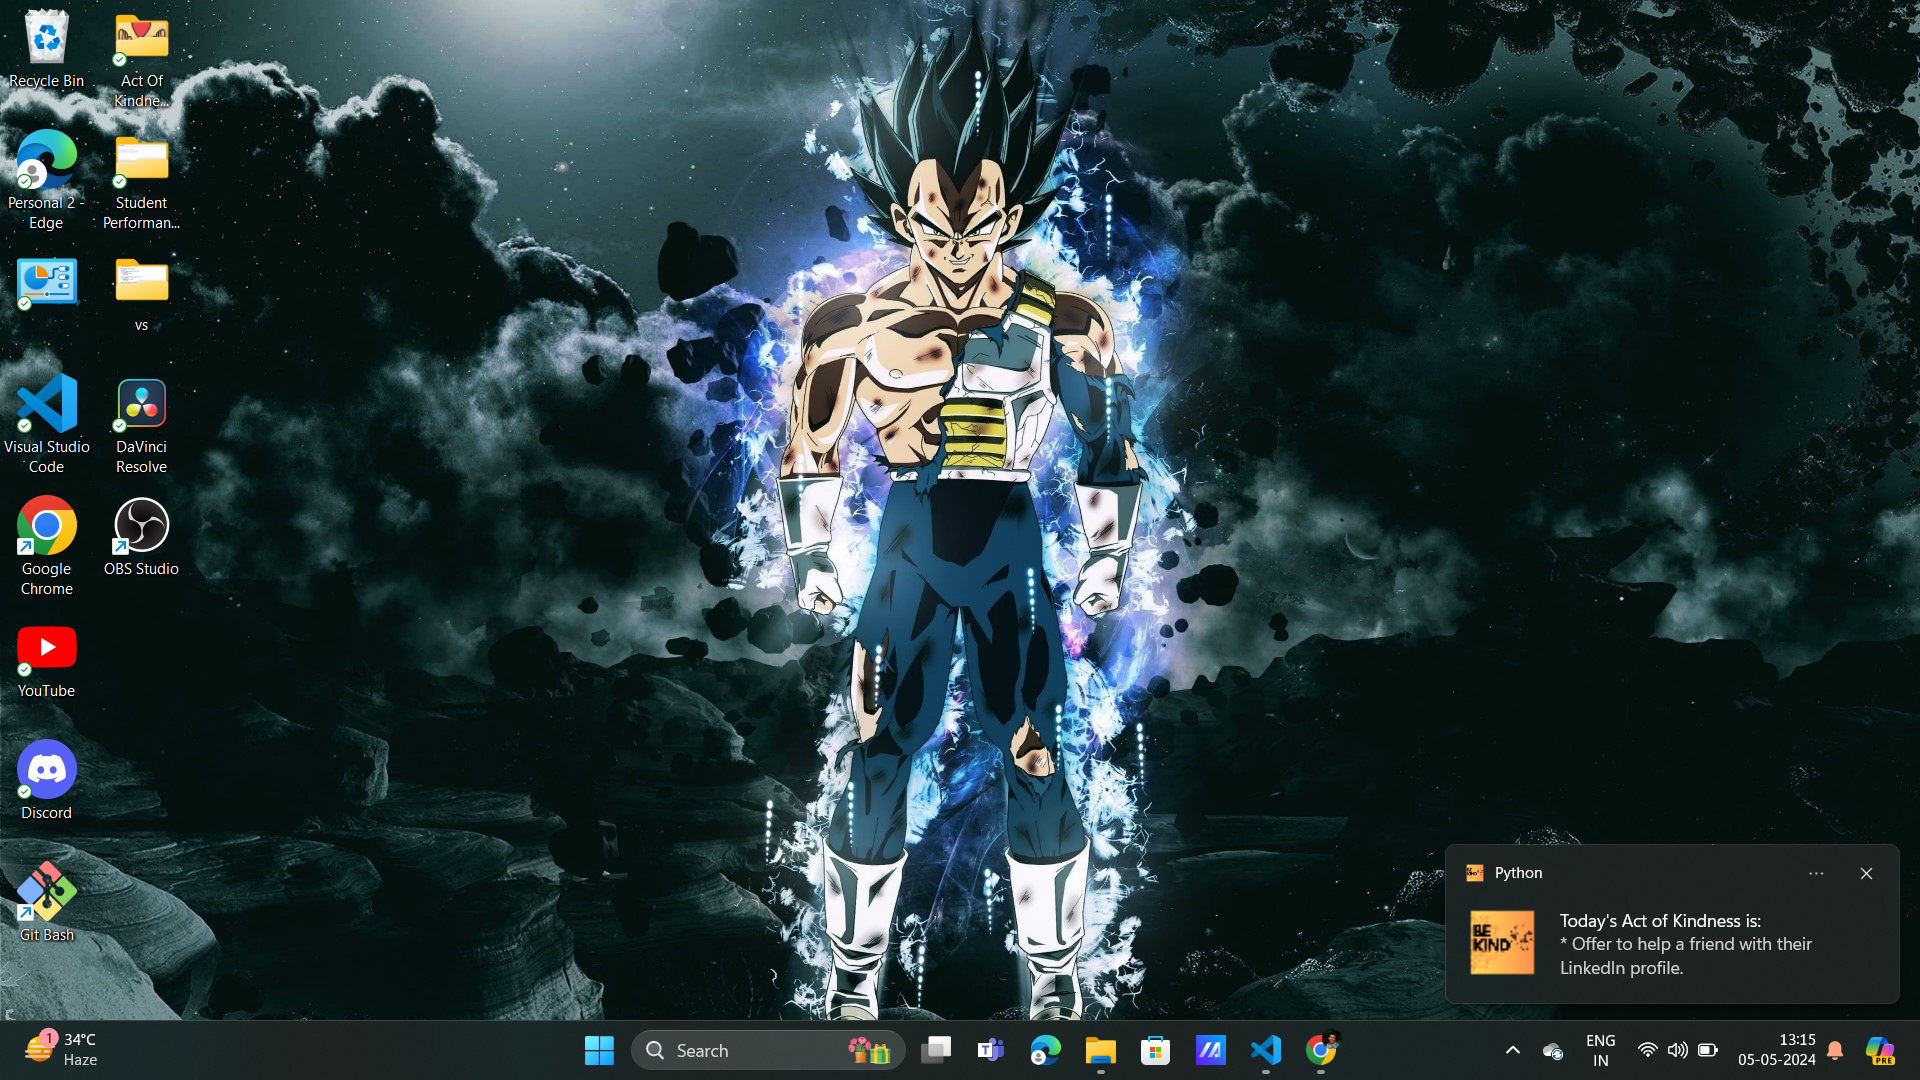 Recycle Bin
Act Of
Kindne...
Personal 2 -
Edge
Student
Performan...
vs
Visual Studio
Code
DaVinci
Resolve
Google
Chrome
OBS Studio
YouTube
Discord
Git Bash
Python
BE
KIND
Today's Act of Kindness is:
* Offer to help a friend with their
LinkedIn profile.
1
34°C
Haze
Search
T
PRE
ENG
IN
13:15
05-05-2024